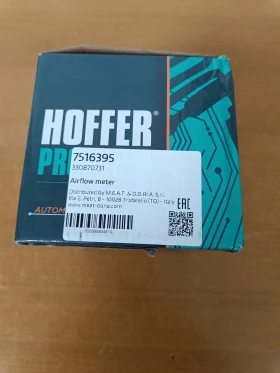 HOFFER®
PR
7516395
330870731
Airflow meter
Distributed by M.E.A.T. & D.O.R.I.A. S.r.l.
Via E. Petri, 8 - 10028 Trofarello (TO) - Italy
www.meat-doria.com
EAC
AUTOM